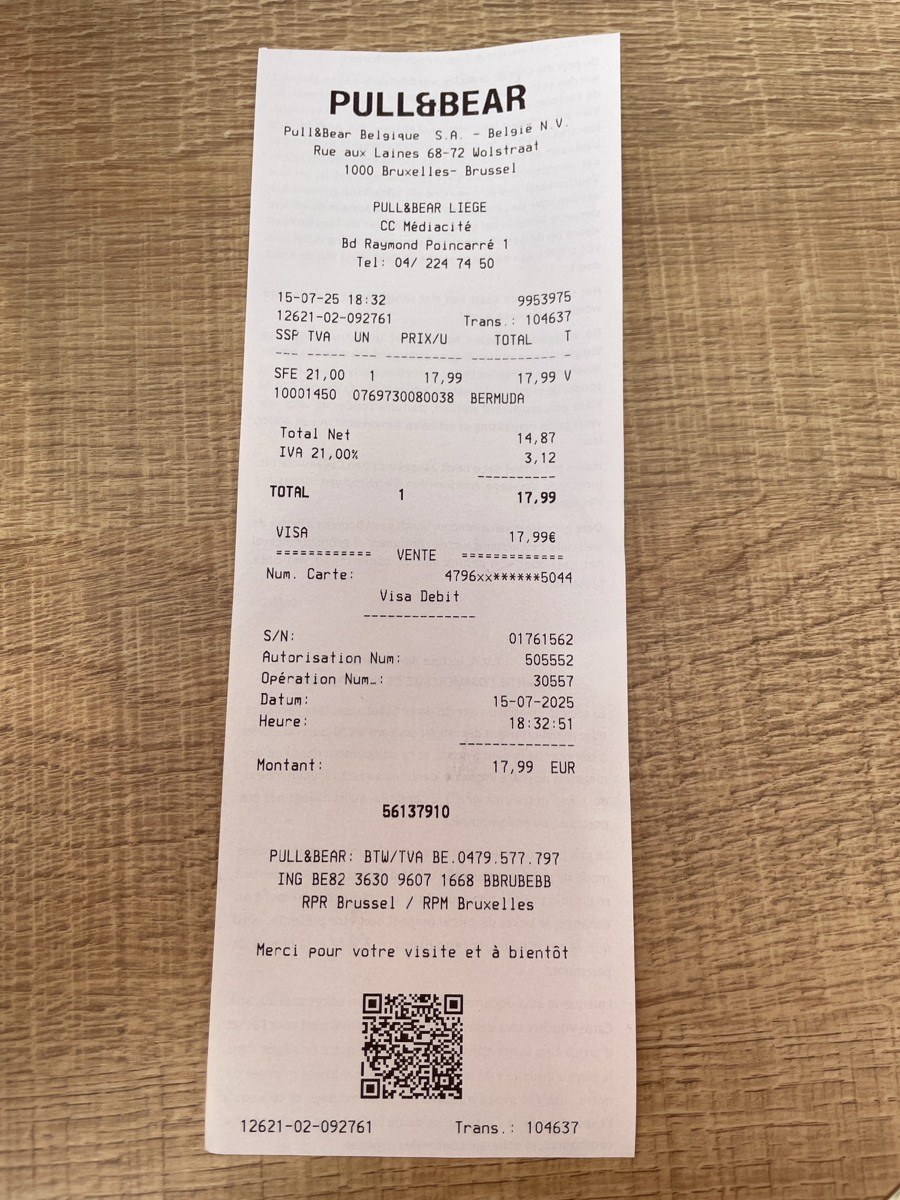 PULL&BEAR
Pull&Bear Belgique S.A. - België N.V.
Rue aux Laines 68-72 Wolstraat
1000 Bruxelles- Brussel
PULL&BEAR LIEGE
CC Médiacité
Bd Raymond Poincarré 1
Tel: 04/ 224 74 50
15-07-25 18:32 9953975
12621-02-092761 Trans.: 104637
SSP TVA UN PRIX/U TOTAL T
--- ----- --- ---------- ----------- -
SFE 21,00 1 17,99 17,99 V
10001450 0769730080038 BERMUDA
Total Net 14,87
IVA 21,00% 3,12
----------
TOTAL 1 17,99
VISA 17,99€
============ VENTE =============
Num. Carte: 4796xx******5044
Visa Debit
--------------
S/N: 01761562
Autorisation Num: 505552
Opération Num..: 30557
Datum: 15-07-2025
Heure: 18:32:51
--------------
Montant: 17,99 EUR
56137910
PULL&BEAR: BTW/TVA BE.0479.577.797
ING BE82 3630 9607 1668 BBRUBEBB
RPR Brussel / RPM Bruxelles
Merci pour votre visite et à bientôt
12621-02-092761 Trans.: 104637